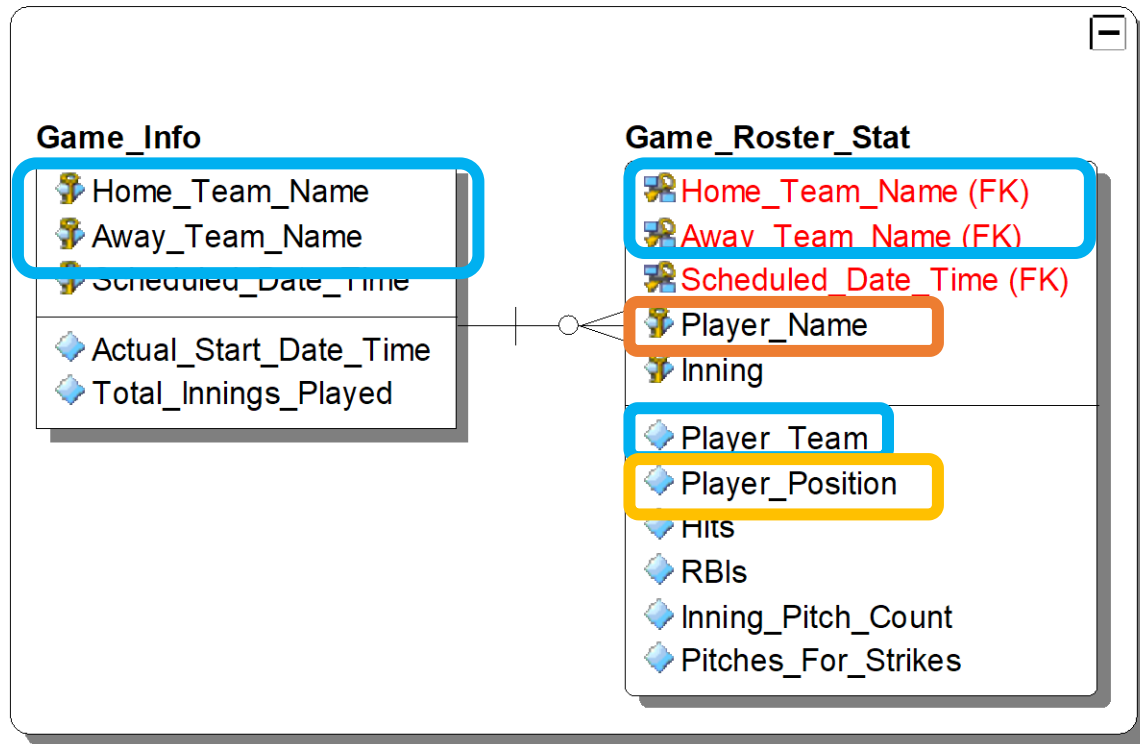 Game_Info
Home_Team_Name
Away_Team_Name
Scheduled_Date_Time
Actual_Start_Date_Time
Total_Innings_Played
Game_Roster_Stat
Home_Team_Name (FK)
Away_Team_Name (FK)
Scheduled_Date_Time (FK)
Player_Name
Inning
Player_Team
Player_Position
Hits
RBIs
Inning_Pitch_Count
Pitches_For_Strikes